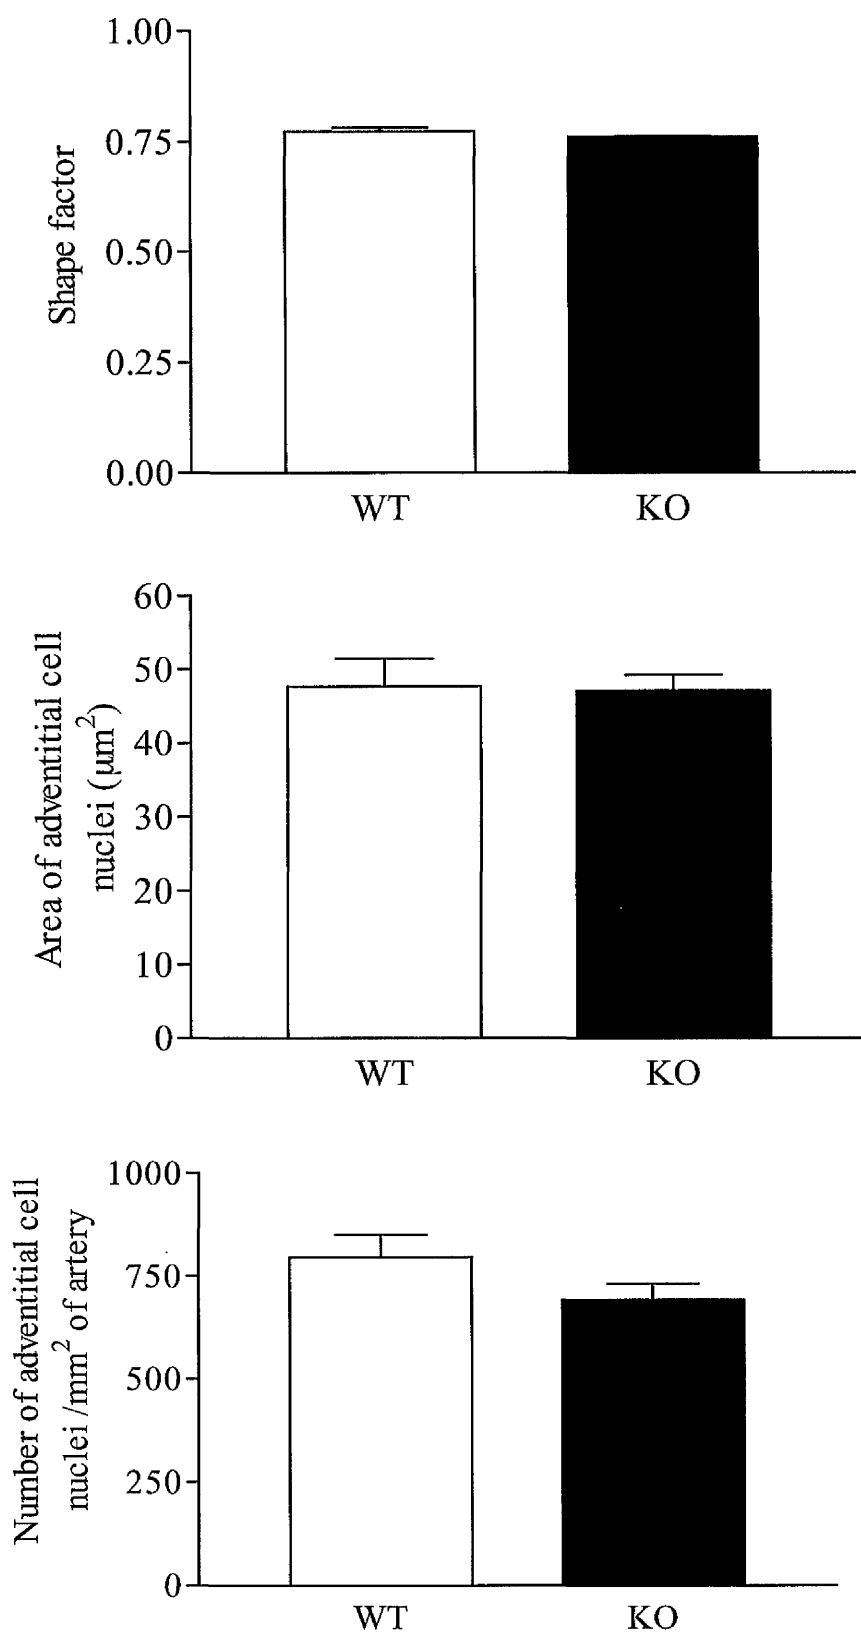 1.00
0.75
0.50
0.25
0.00
Shape factor
WT KO
60
50
40
30
20
10
0
Area of adventitial cell
nuclei (μm²)
WT KO
1000
750
500
250
0
Number of adventitial cell
nuclei /mm² of artery
WT KO